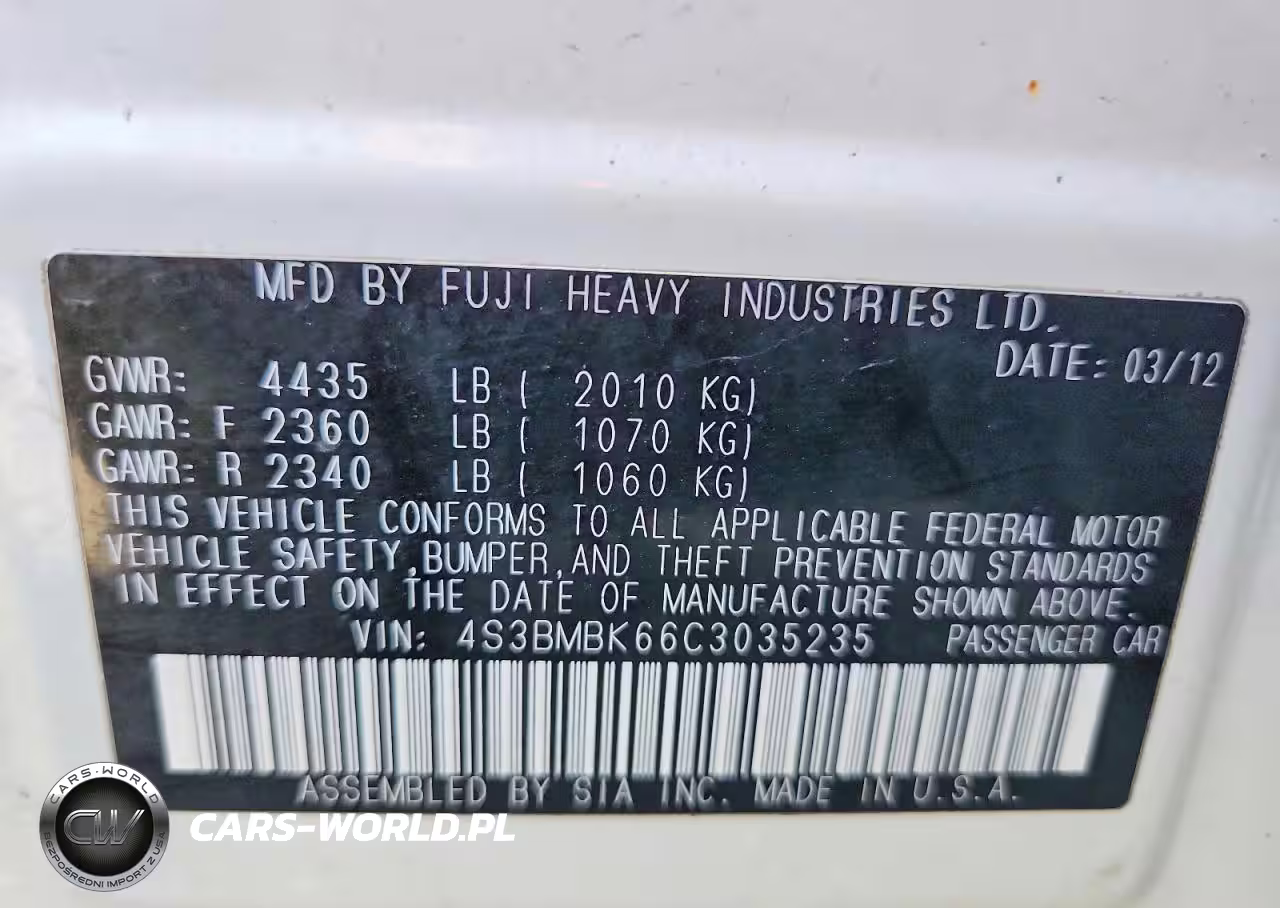 MFD BY FUJI HEAVY INDUSTRIES LTD.
DATE: 03/12
GVWR: 4435 LB ( 2010 KG)
GAWR: F 2360 LB ( 1070 KG)
GAWR: R 2340 LB ( 1060 KG)
THIS VEHICLE CONFORMS TO ALL APPLICABLE FEDERAL MOTOR
VEHICLE SAFETY, BUMPER, AND THEFT PREVENTION STANDARDS
IN EFFECT ON THE DATE OF MANUFACTURE SHOWN ABOVE.
VIN: 4S3BMBK66C3035235 PASSENGER CAR
ASSEMBLED BY SIA INC. MADE IN U.S.A.
CARS-WORLD
CW
BEZPOŚREDNI IMPORT Z USA
CARS-WORLD.PL